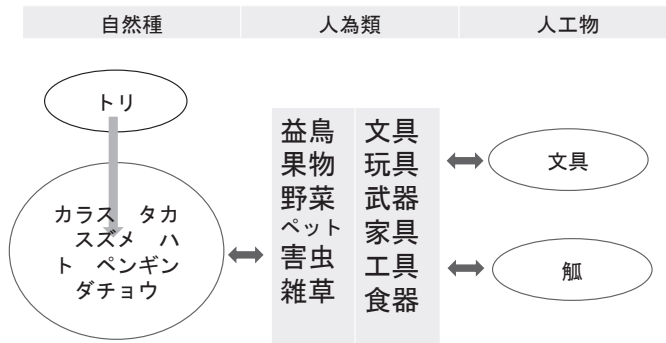 自然種
人為類
人工物
トリ
カラス タカ
スズメ ハ
ト ペンギン
ダチョウ
益鳥
果物
野菜
ペット
害虫
雑草
文具
玩具
武器
家具
工具
食器
文具
觚